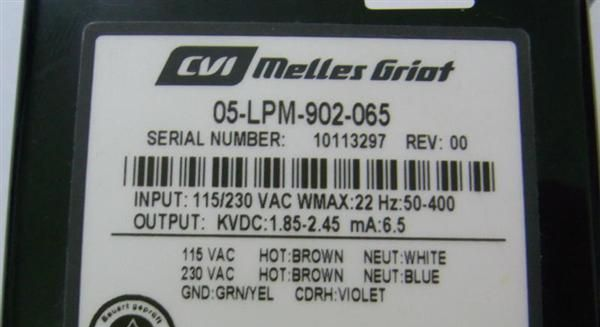 CVI Melles Griot
05-LPM-902-065
SERIAL NUMBER: 10113297 REV: 00
INPUT: 115/230 VAC WMAX:22 Hz:50-400
OUTPUT: KVDC:1.85-2.45 mA:6.5
115 VAC HOT:BROWN NEUT:WHITE
230 VAC HOT:BROWN NEUT:BLUE
GND:GRN/YEL CDRH:VIOLET
Bauart geprüft